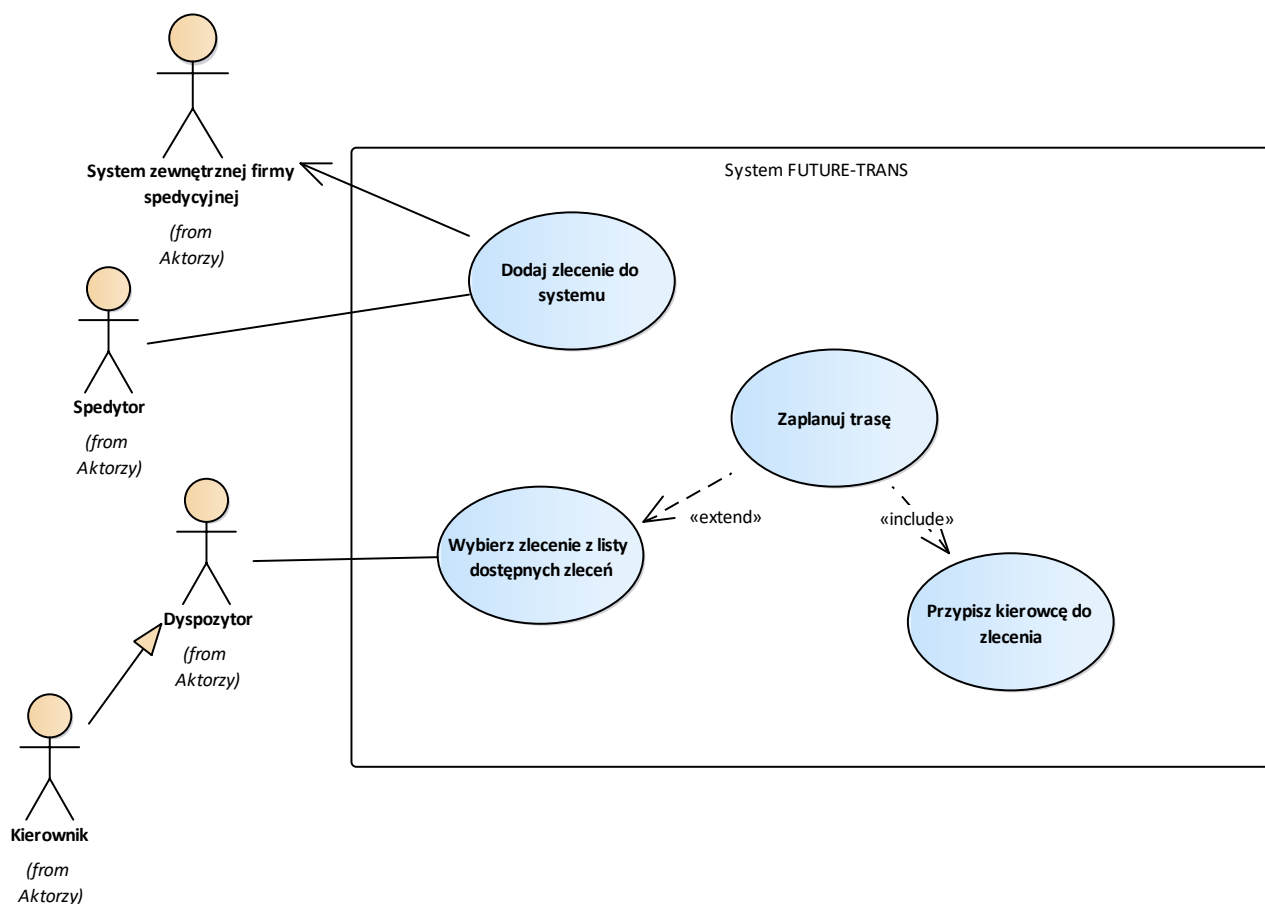 System zewnętrznej firmy
spedycyjnej
(from
Aktorzy)
System FUTURE-TRANS
Dodaj zlecenie do
systemu
Spedytor
(from
Aktorzy)
Zaplanuj trasę
«extend»
«include»
Wybierz zlecenie z listy
dostępnych zleceń
Przypisz kierowcę do
zlecenia
Dyspozytor
(from
Aktorzy)
Kierownik
(from
Aktorzy)